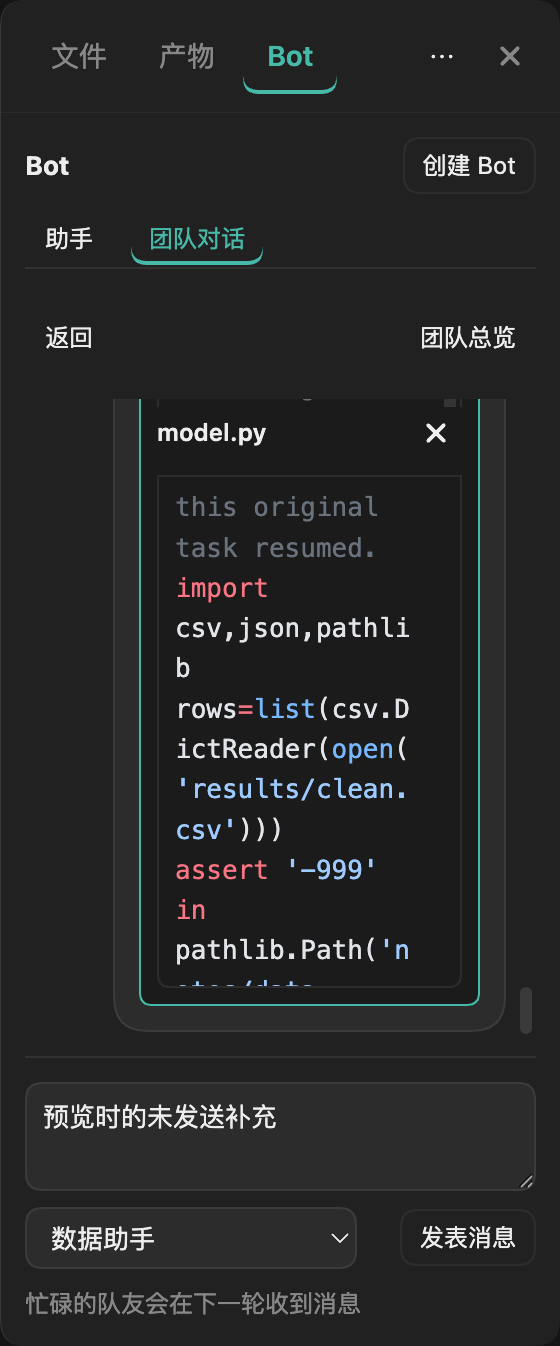 文件 产物 Bot ...
Bot 创建 Bot
助手 团队对话
返回 团队总览
model.py
this original
task resumed.
import
csv,json,pathli
b
rows=list(csv.D
ictReader(open(
'results/clean.
csv')))
assert '-999'
in
pathlib.Path('n
预览时的未发送补充
数据助手 发表消息
忙碌的队友会在下一轮收到消息